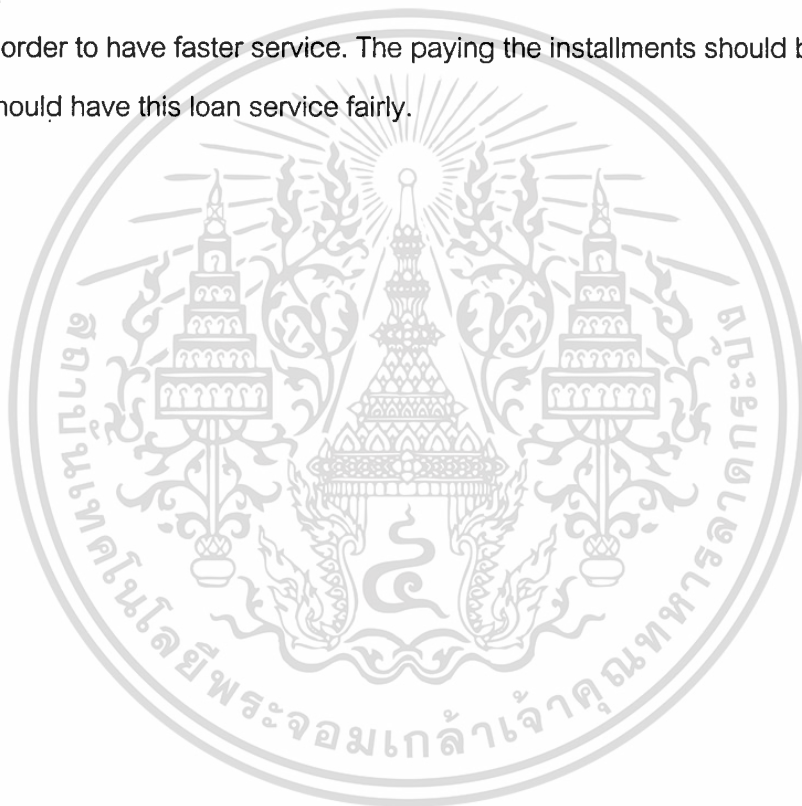 order to have faster service. The paying the installments should b
hould have this loan service fairly.
สถาบันเทคโนโลยีพระจอมเกล้าเจ้าคุณทหารลาดกระบัง
๔